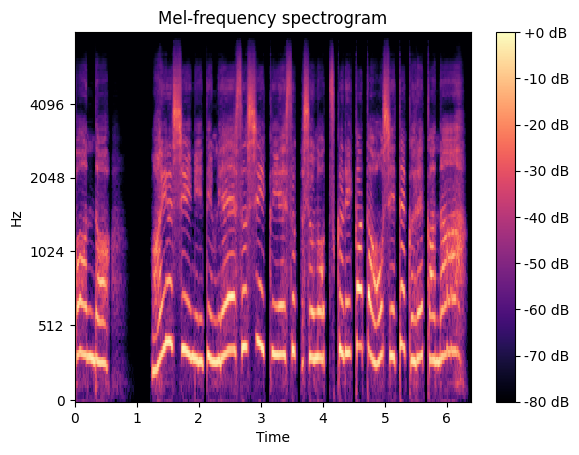 Mel-frequency spectrogram
Hz
4096
2048
1024
512
0
0 1 2 3 4 5 6
Time
+0 dB
-10 dB
-20 dB
-30 dB
-40 dB
-50 dB
-60 dB
-70 dB
-80 dB